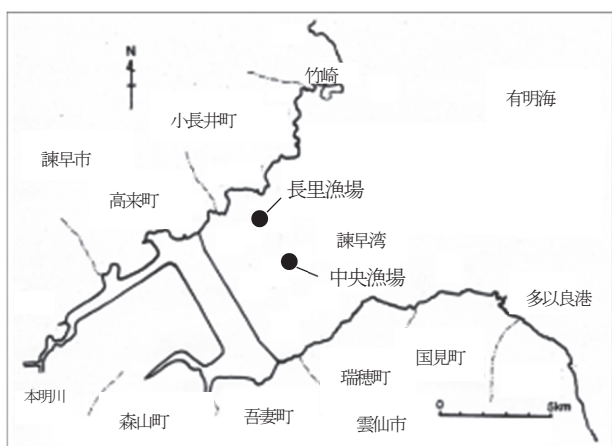 N
竹崎
有明海
小長井町
諫早市
高来町
長里漁場
諫早湾
中央漁場
多以良港
国見町
瑞穂町
本明川
森山町
吾妻町
雲仙市
0
5km